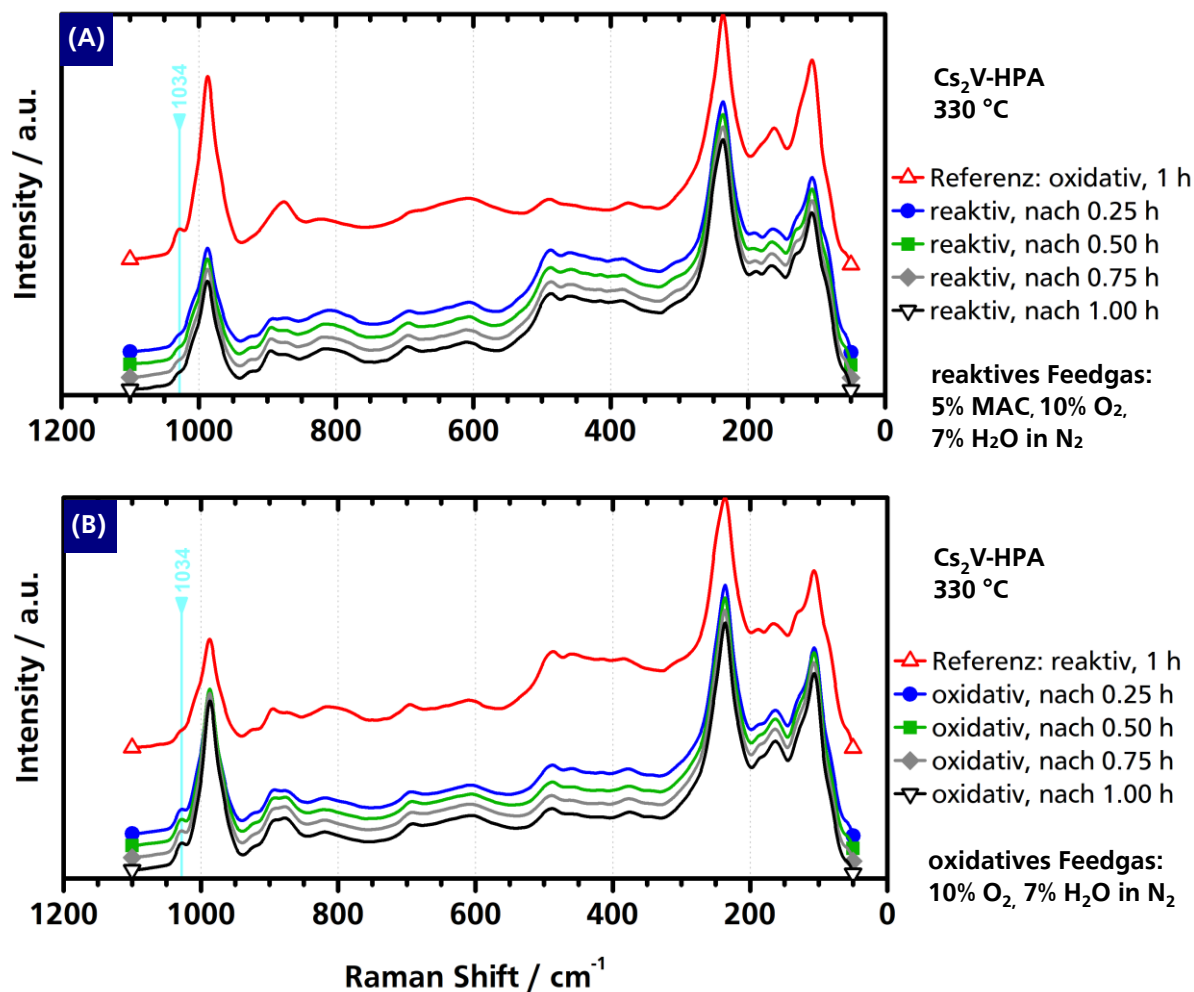 (A)
1034
Intensity / a.u.
1200 1000 800 600 400 200 0
Cs₂V-HPA
330 °C
Referenz: oxidativ, 1 h
reaktiv, nach 0.25 h
reaktiv, nach 0.50 h
reaktiv, nach 0.75 h
reaktiv, nach 1.00 h
reaktives Feedgas:
5% MAC, 10% O₂,
7% H₂O in N₂
(B)
1034
Intensity / a.u.
1200 1000 800 600 400 200 0
Cs₂V-HPA
330 °C
Referenz: reaktiv, 1 h
oxidativ, nach 0.25 h
oxidativ, nach 0.50 h
oxidativ, nach 0.75 h
oxidativ, nach 1.00 h
oxidatives Feedgas:
10% O₂, 7% H₂O in N₂
Raman Shift / cm⁻¹